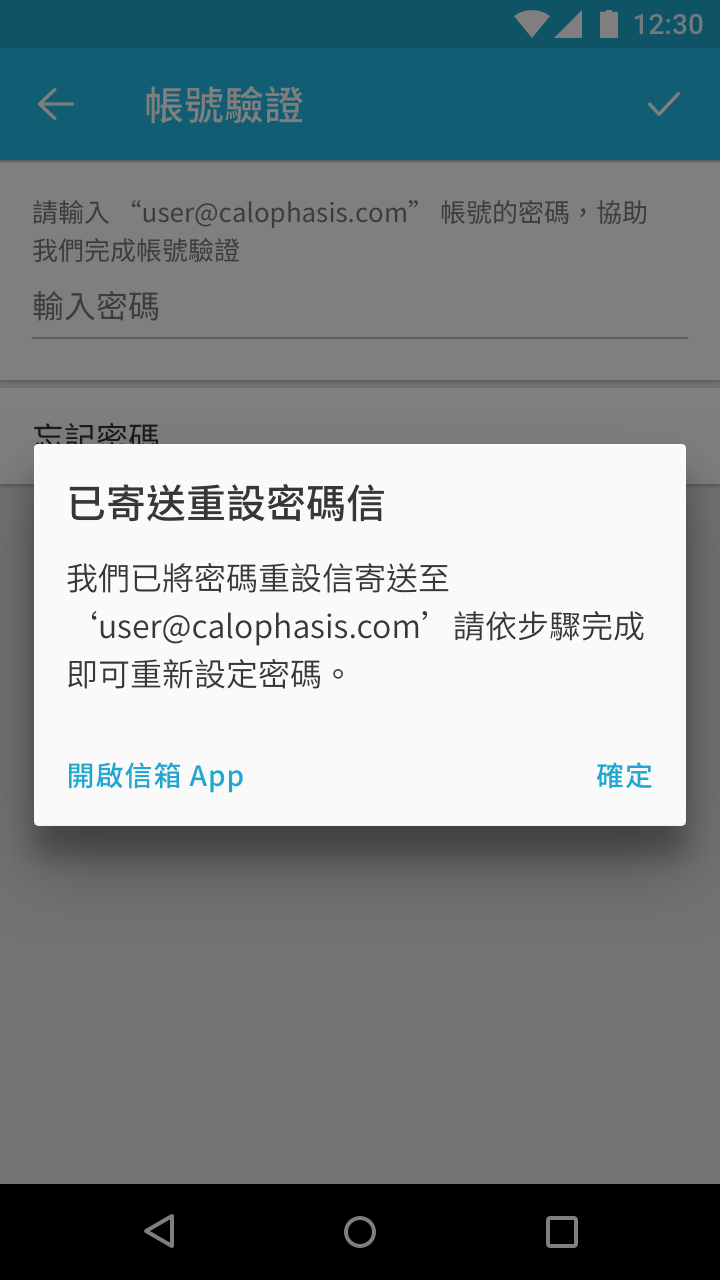 12:30
帳號驗證
請輸入 “user@calophasis.com” 帳號的密碼，協助
我們完成帳號驗證
輸入密碼
忘記密碼
已寄送重設密碼信
我們已將密碼重設信寄送至
‘user@calophasis.com’ 請依步驟完成
即可重新設定密碼。
開啟信箱 App
確定